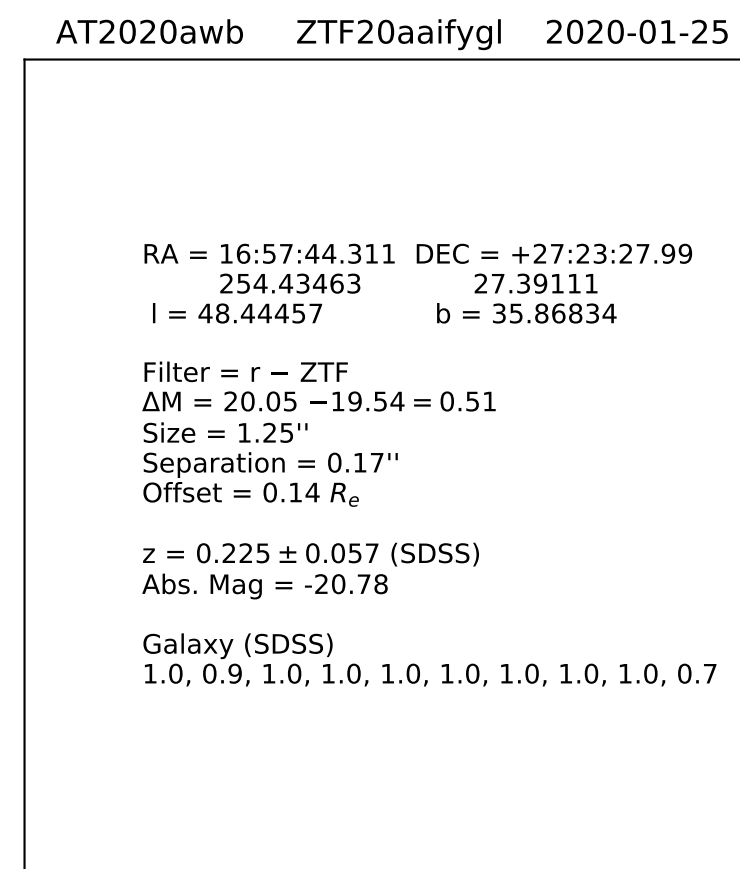 AT2020awb ZTF20aaifygl 2020-01-25
RA = 16:57:44.311 DEC = +27:23:27.99
254.43463 27.39111
l = 48.44457 b = 35.86834
Filter = r − ZTF
ΔM = 20.05 −19.54 = 0.51
Size = 1.25''
Separation = 0.17''
Offset = 0.14 Rₑ
z = 0.225 ± 0.057 (SDSS)
Abs. Mag = -20.78
Galaxy (SDSS)
1.0, 0.9, 1.0, 1.0, 1.0, 1.0, 1.0, 1.0, 1.0, 0.7